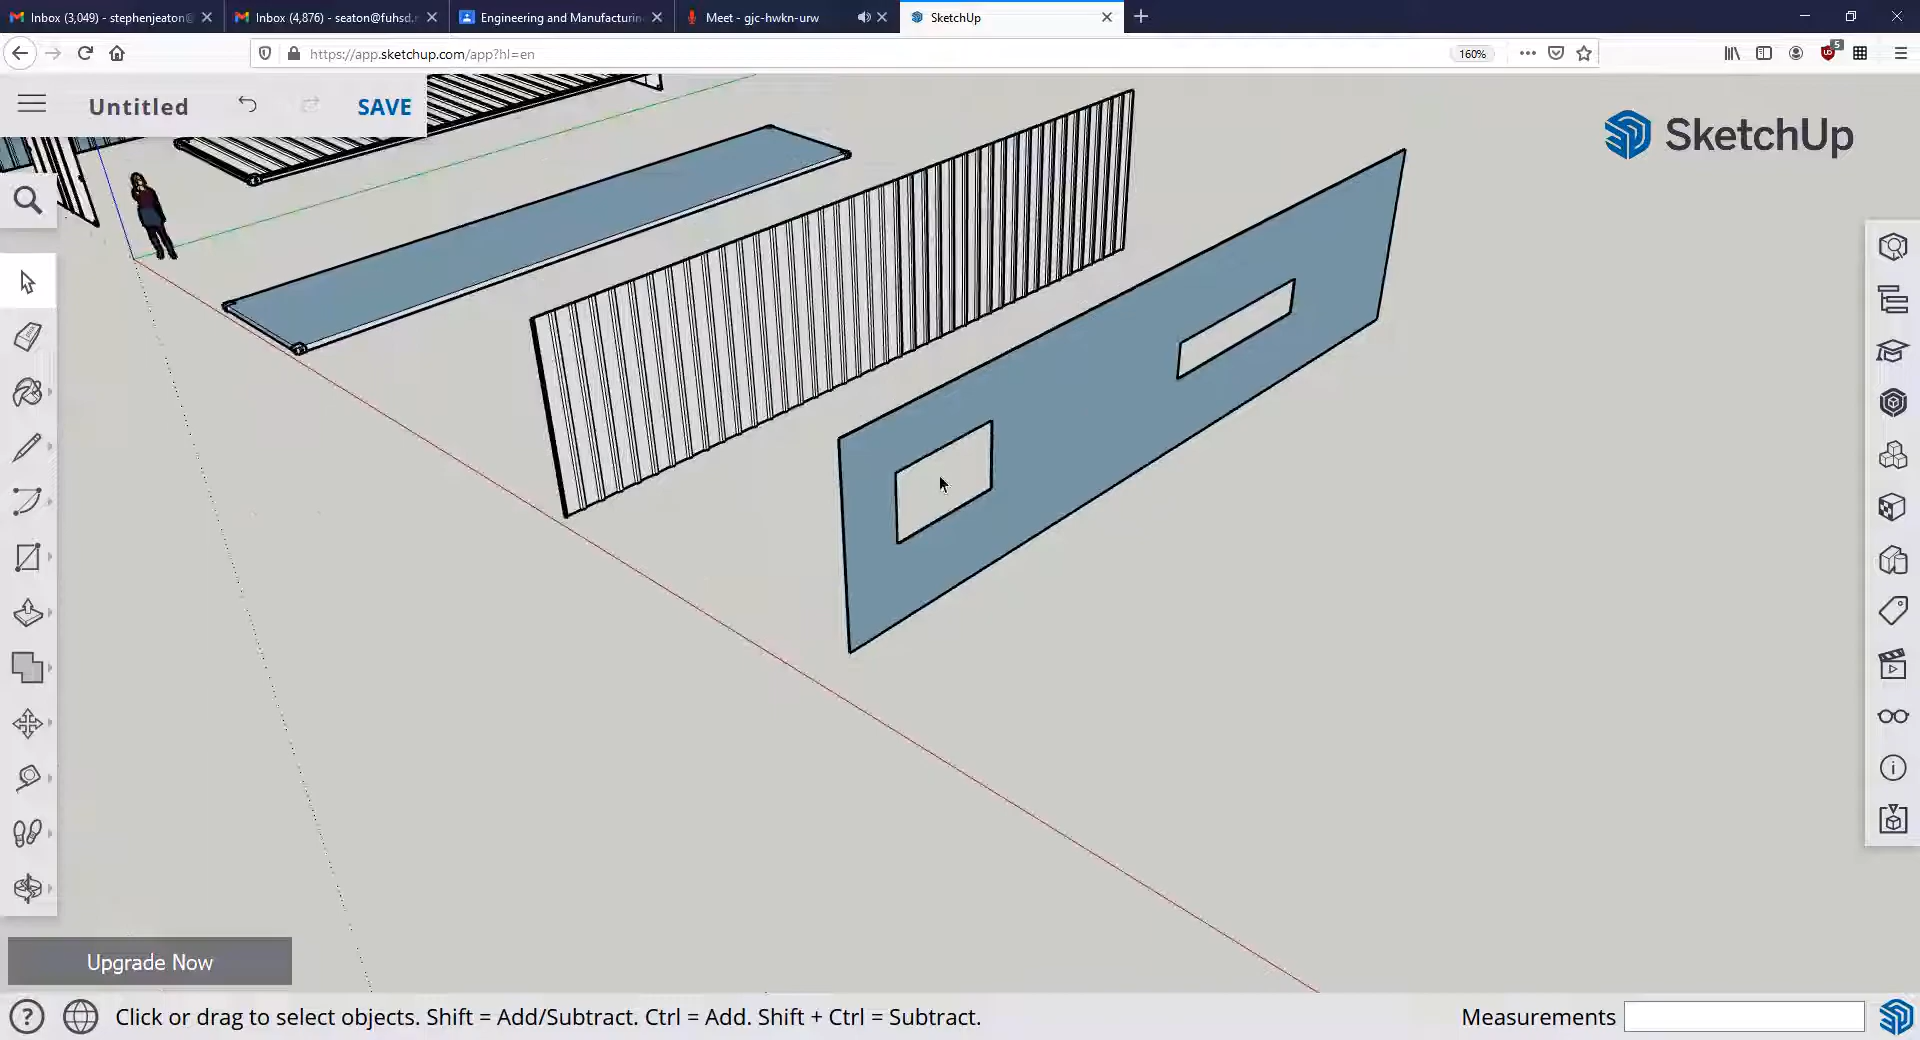 Inbox (3,049) - stephenjeaton@
Inbox (4,876) - seaton@fuhsd.
Engineering and Manufacturin
Meet - gjc-hwkn-urw
SketchUp
https://app.sketchup.com/app?hl=en
160%
5
Untitled
SAVE
SketchUp
Upgrade Now
Click or drag to select objects. Shift = Add/Subtract. Ctrl = Add. Shift + Ctrl = Subtract.
Measurements